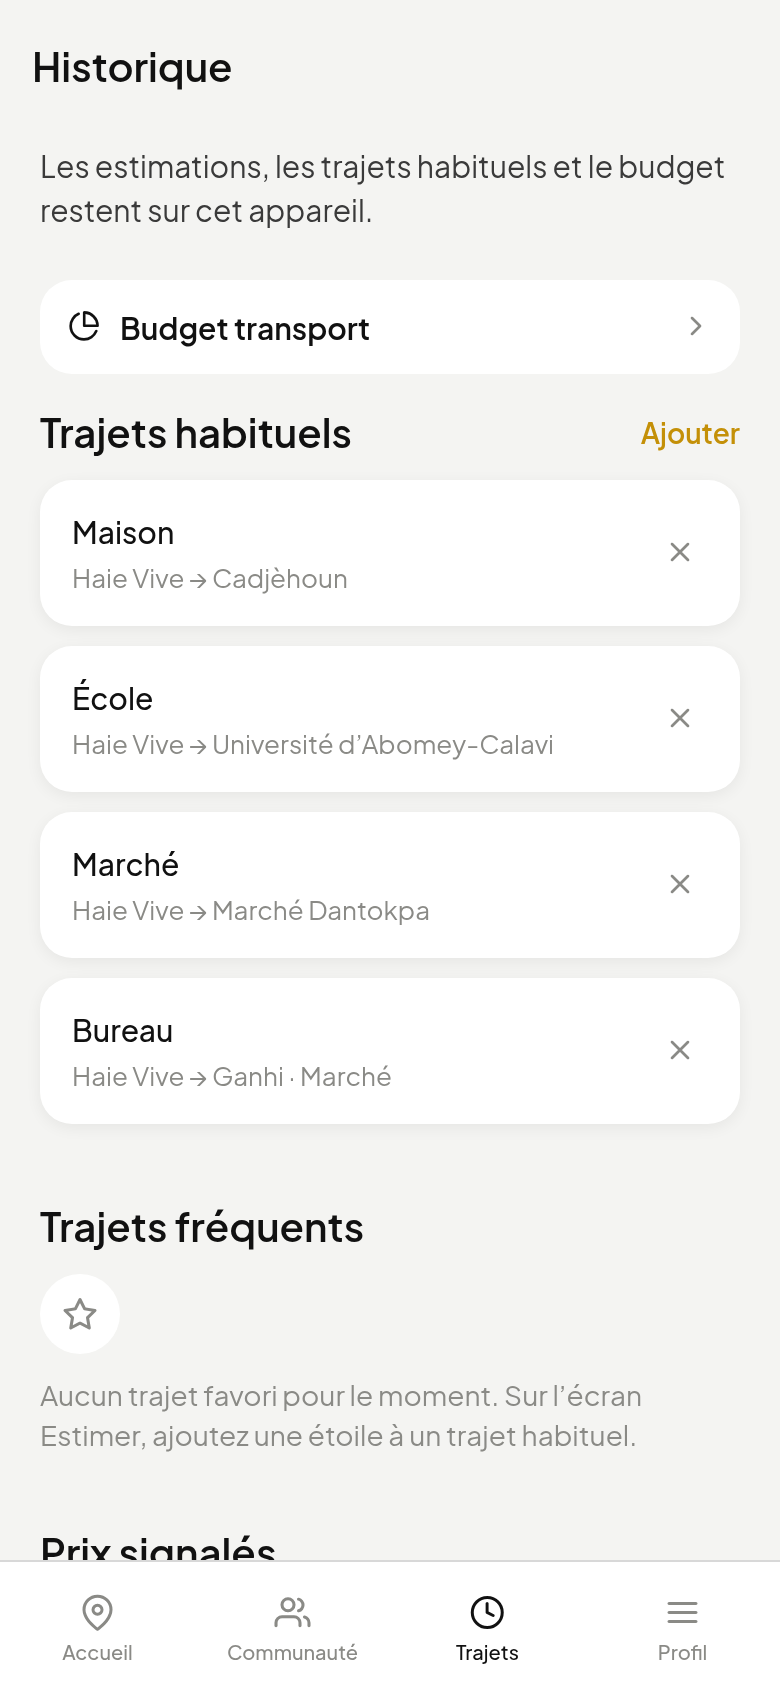 Historique
Les estimations, les trajets habituels et le budget
restent sur cet appareil.
Budget transport
Trajets habituels
Ajouter
Maison
Haie Vive → Cadjèhoun
École
Haie Vive → Université d’Abomey-Calavi
Marché
Haie Vive → Marché Dantokpa
Bureau
Haie Vive → Ganhi · Marché
Trajets fréquents
Aucun trajet favori pour le moment. Sur l’écran
Estimer, ajoutez une étoile à un trajet habituel.
Prix signalés
Accueil
Communauté
Trajets
Profil